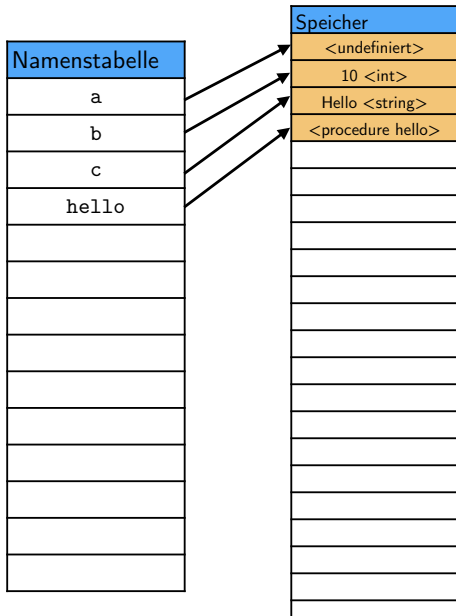 Namenstabelle
a
b
c
hello
Speicher
<undefiniert>
10 <int>
Hello <string>
<procedure hello>